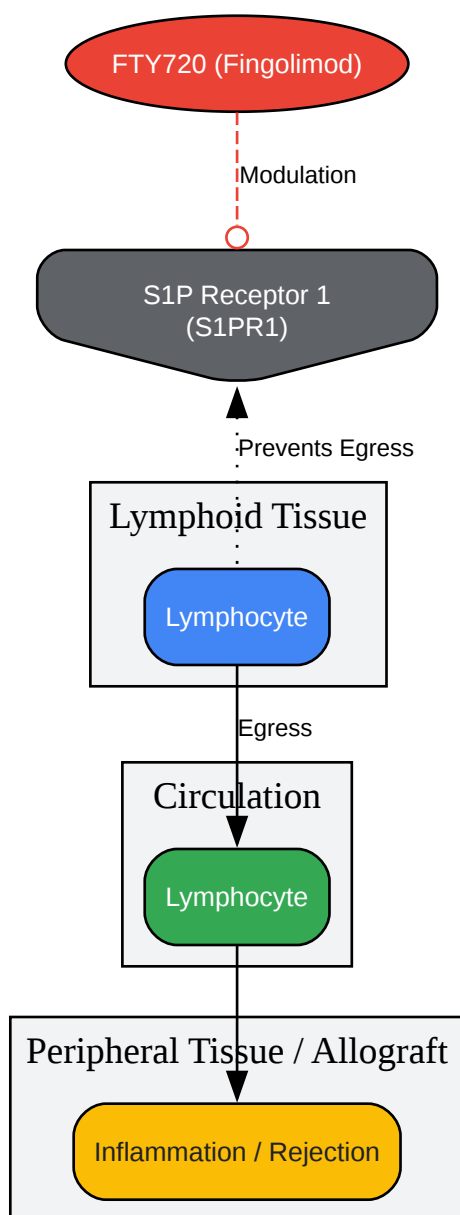 FTY720 (Fingolimod)
Modulation
S1P Receptor 1
(S1PR1)
Prevents Egress
Lymphoid Tissue
Lymphocyte
Egress
Circulation
Lymphocyte
Peripheral Tissue / Allograft
Inflammation / Rejection